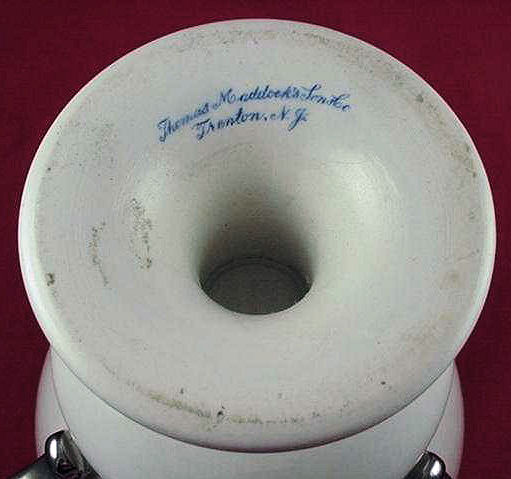 Thomas Maddock's Sons Co.
Trenton, N.J.